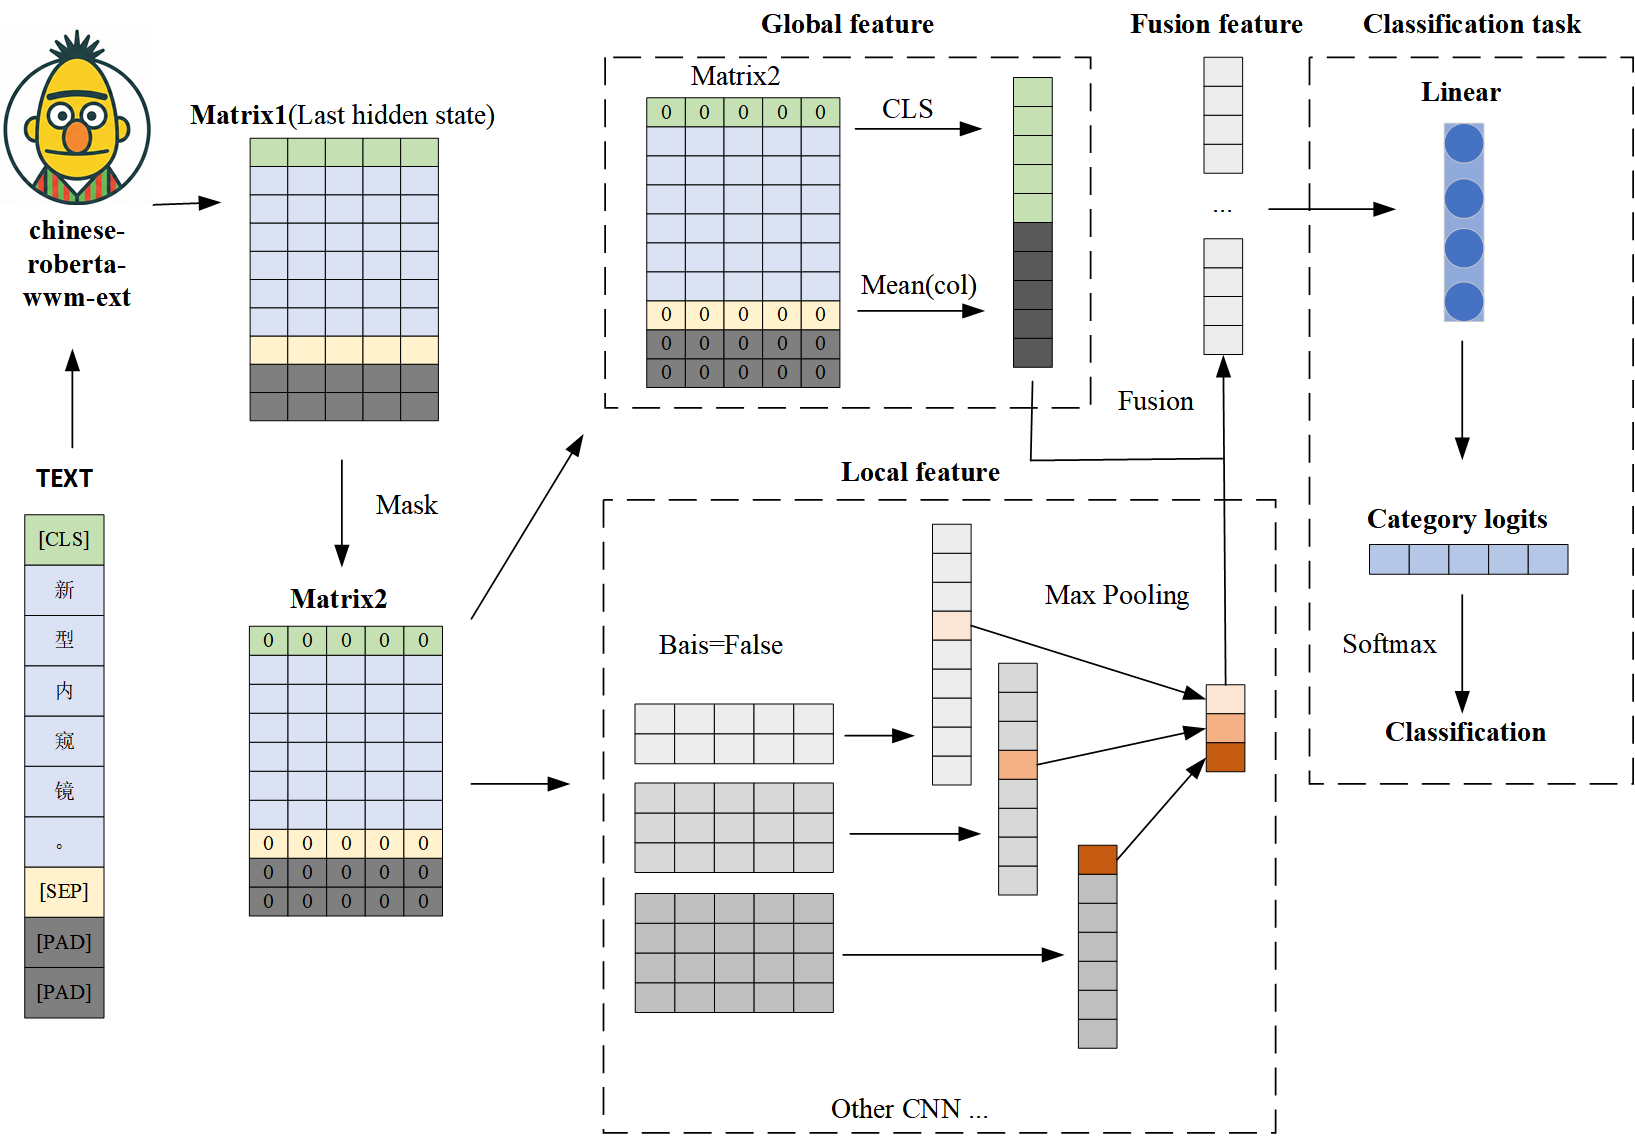 Global feature
Fusion feature
Classification task
Matrix1(Last hidden state)
chinese-
roberta-
wwm-ext
TEXT
[CLS]
新
型
内
窥
镜
。
[SEP]
[PAD]
[PAD]
Mask
Matrix2
0 0 0 0 0
0 0 0 0 0
0 0 0 0 0
0 0 0 0 0
Matrix2
0 0 0 0 0
0 0 0 0 0
0 0 0 0 0
0 0 0 0 0
CLS
Mean(col)
Fusion
...
Local feature
Bais=False
Max Pooling
Other CNN ...
Linear
Category logits
Softmax
Classification